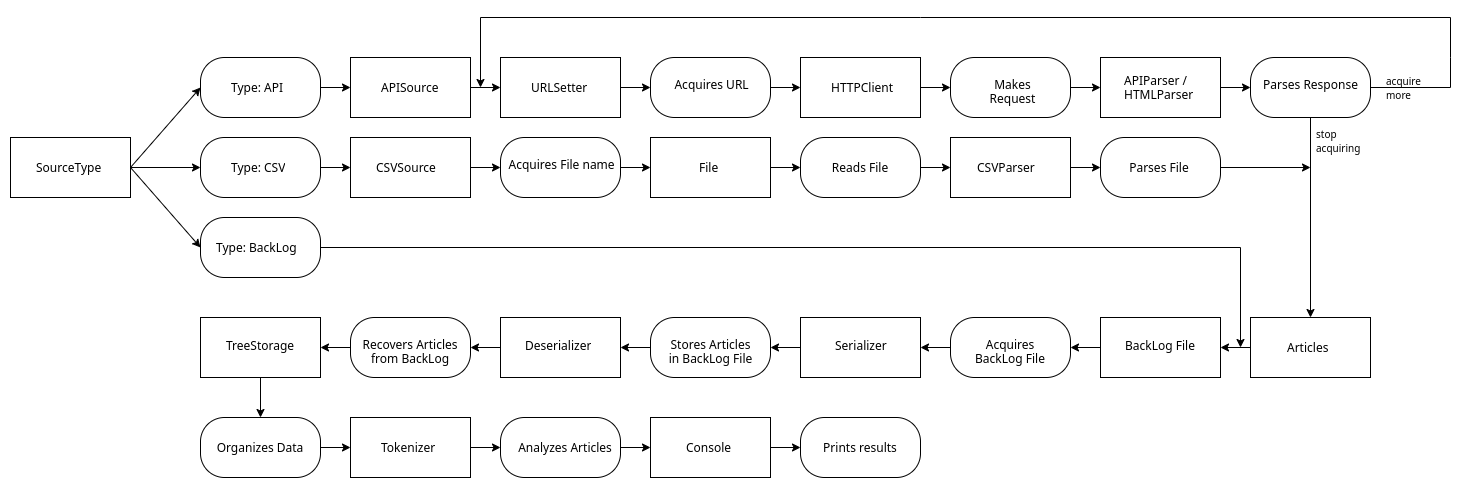 Type: API
APISource
URLSetter
Acquires URL
HTTPClient
Makes
Request
APIParser /
HTMLParser
Parses Response
acquire
more
stop
acquiring
SourceType
Type: CSV
CSVSource
Acquires File name
File
Reads File
CSVParser
Parses File
Type: BackLog
TreeStorage
Recovers Articles
from BackLog
Deserializer
Stores Articles
in BackLog File
Serializer
Acquires
BackLog File
BackLog File
Articles
Organizes Data
Tokenizer
Analyzes Articles
Console
Prints results